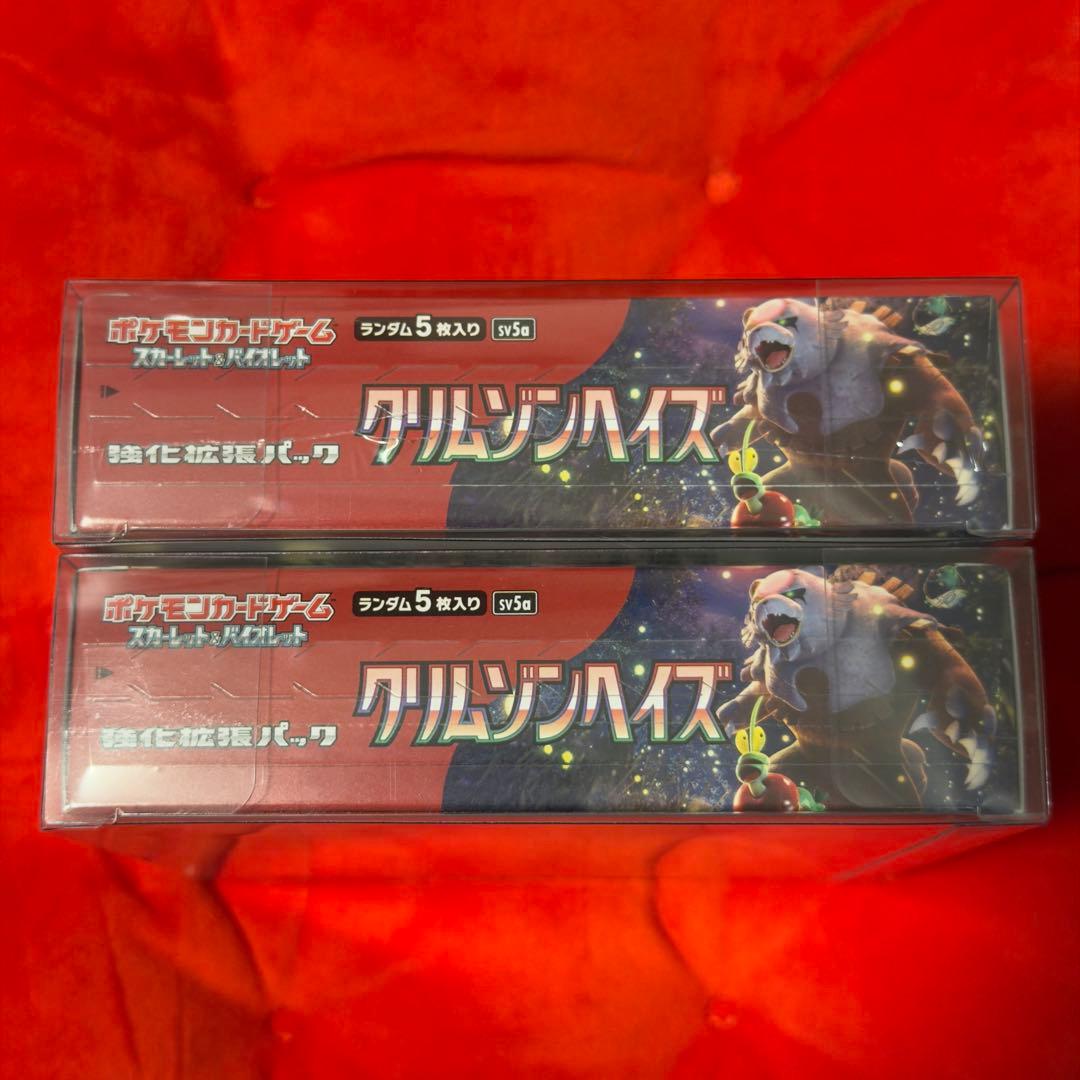 ポケモンカードゲーム
スカーレット&バイオレット
ランダム5枚入り sv5a
クリムゾンヘイズ
強化拡張パック
ポケモンカードゲーム
スカーレット&バイオレット
ランダム5枚入り sv5a
クリムゾンヘイズ
強化拡張パック